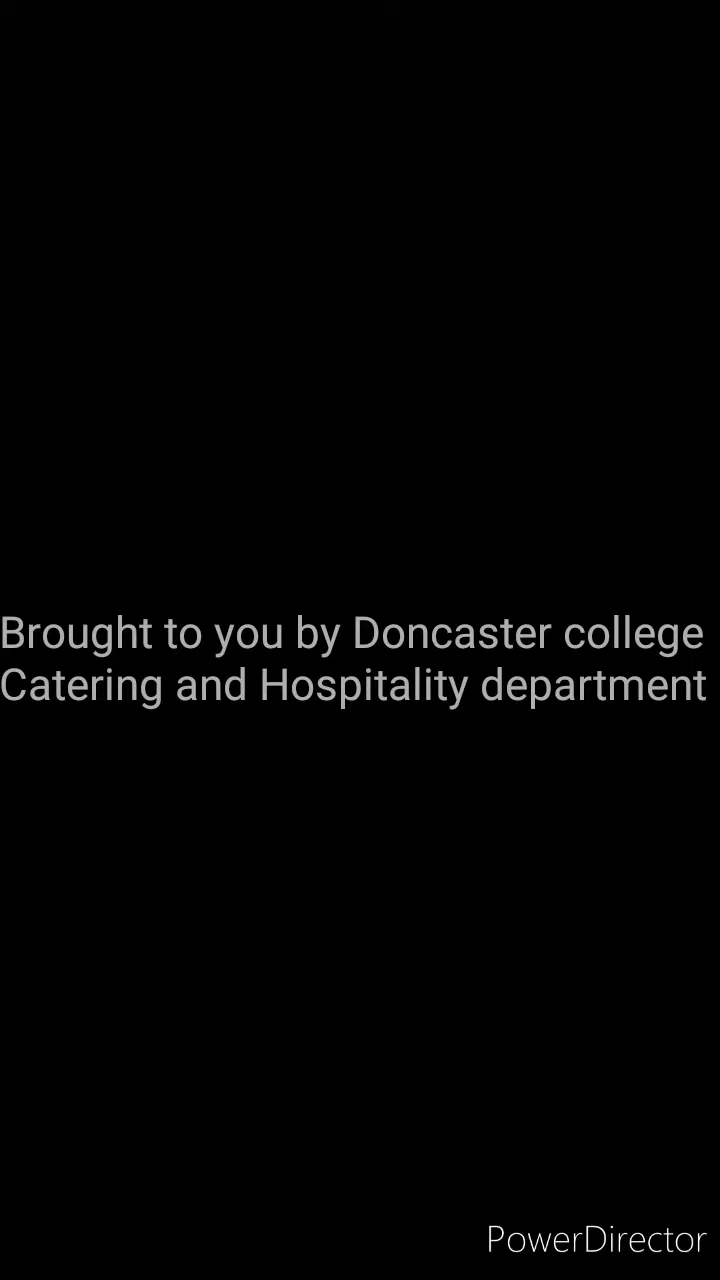 Brought to you by Doncaster college
Catering and Hospitality department
PowerDirector